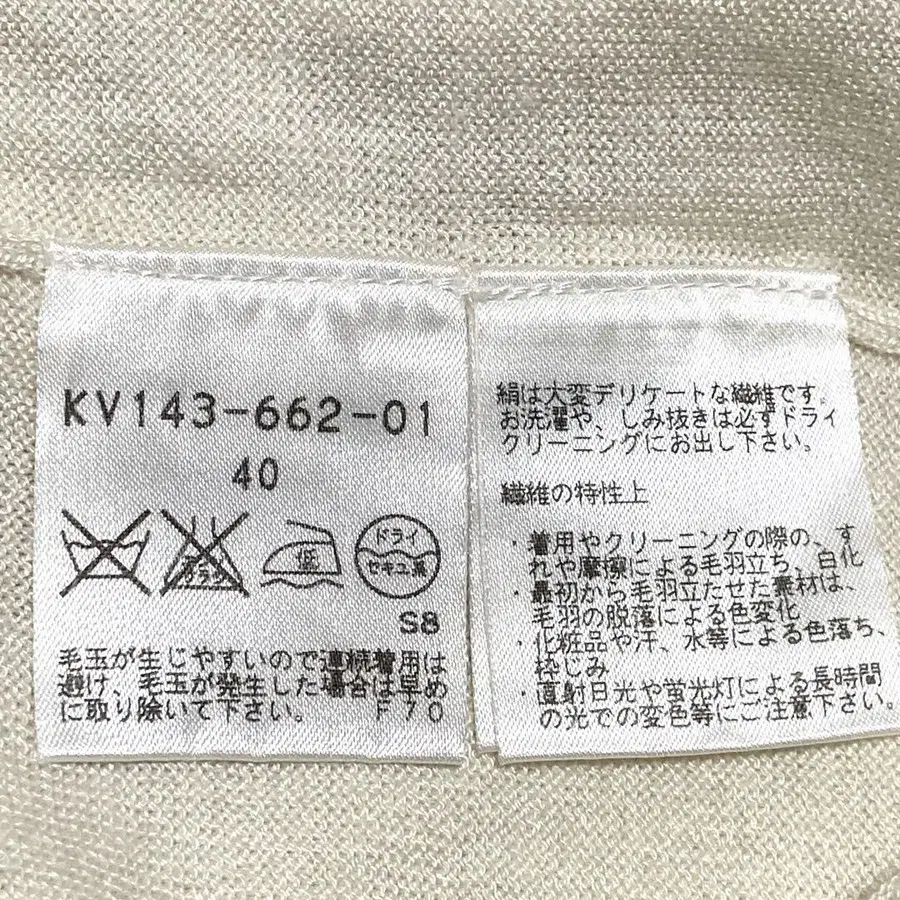 KV143-662-01
40
エンソ
サラシ
低
ドライ
セキユ系
S8
毛玉が生じやすいので連続着用は
避け、毛玉が発生した場合は早め
に取り除いて下さい。 F70
絹は大変デリケートな繊維です。
お洗濯や、しみ抜きは必ずドライ
クリーニングにお出し下さい。
繊維の特性上
・着用やクリーニングの際の、す
れや摩擦による毛羽立ち、白化
・最初から毛羽立たせた素材は、
毛羽の脱落による色変化
・化粧品や汗、水等による色落ち、
枠じみ
・直射日光や蛍光灯による長時間
の光での変色等にご注意下さい。